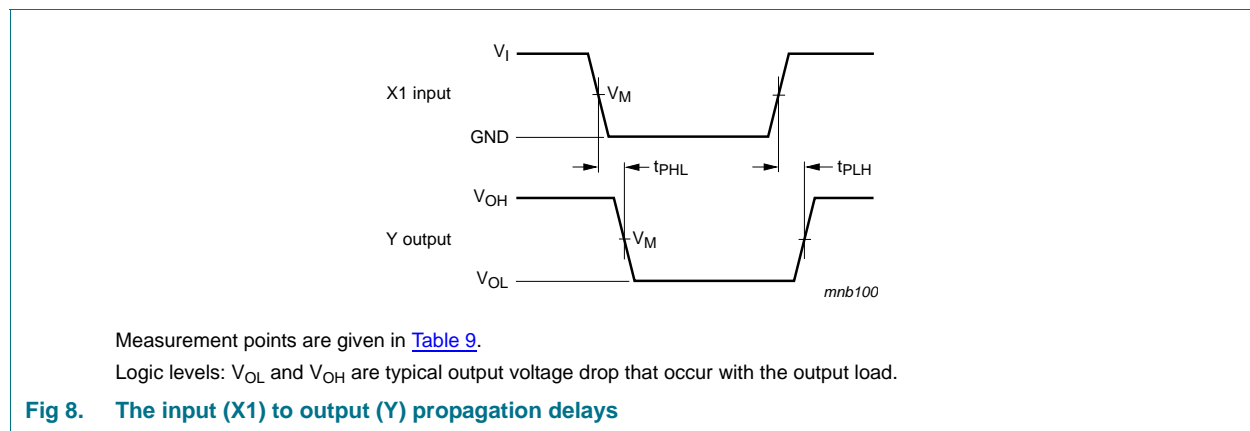 V_I
X1 input
V_M
GND
t_PHL
t_PLH
V_OH
Y output
V_M
V_OL
mnb100
Measurement points are given in Table 9.
Logic levels: V_OL and V_OH are typical output voltage drop that occur with the output load.
Fig 8. The input (X1) to output (Y) propagation delays